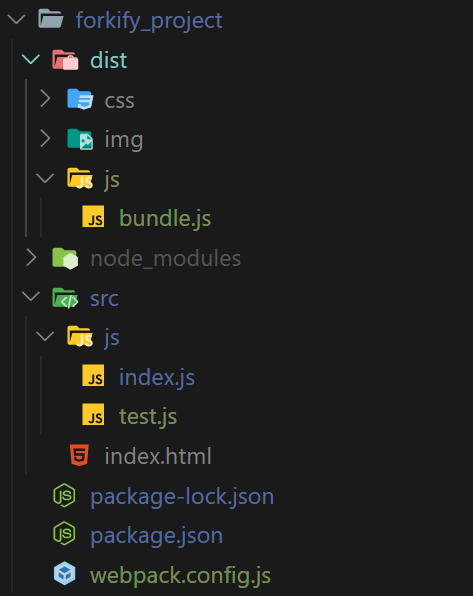 forkify_project
dist
css
img
js
JS bundle.js
node_modules
src
js
JS index.js
JS test.js
index.html
package-lock.json
package.json
webpack.config.js